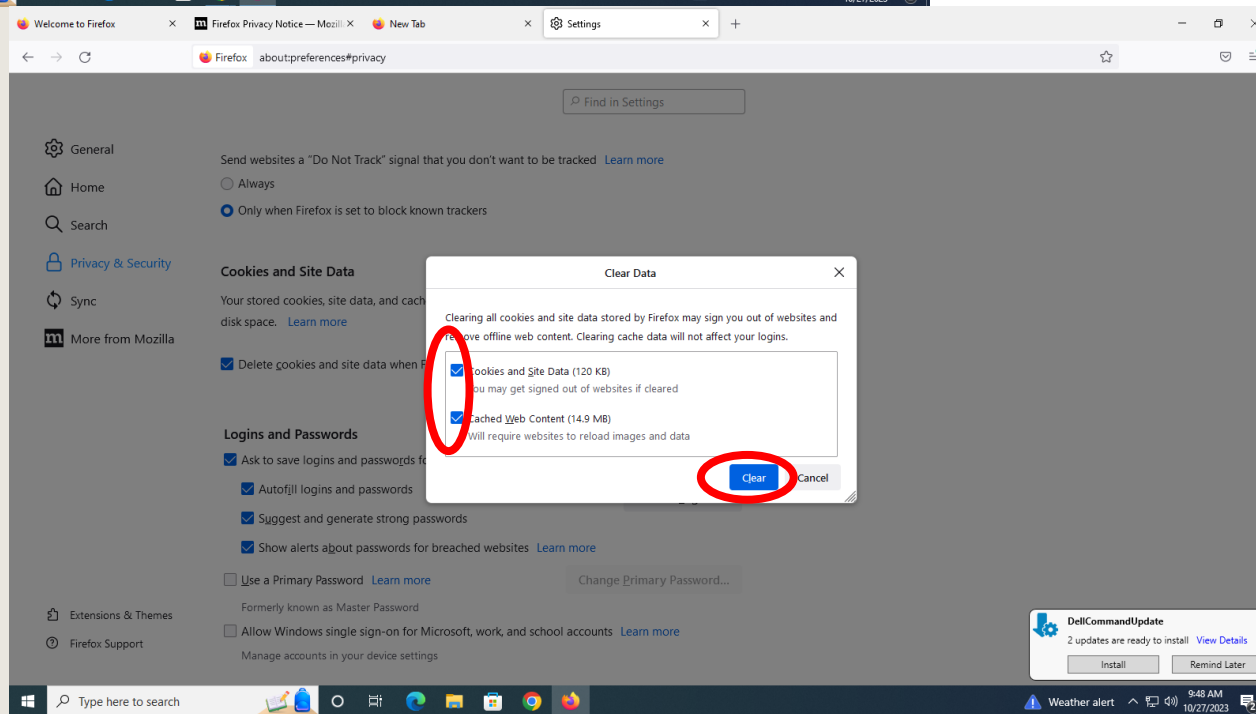 10/27/2023
Welcome to Firefox
Firefox Privacy Notice — Mozill
New Tab
Settings
Firefox about:preferences#privacy
Find in Settings
General
Home
Search
Privacy & Security
Sync
More from Mozilla
Extensions & Themes
Firefox Support
Send websites a "Do Not Track" signal that you don't want to be tracked Learn more
Always
Only when Firefox is set to block known trackers
Cookies and Site Data
Your stored cookies, site data, and cach
disk space. Learn more
Delete cookies and site data when F
Logins and Passwords
Ask to save logins and passwords fo
Autofill logins and passwords
Suggest and generate strong passwords
Show alerts about passwords for breached websites Learn more
Use a Primary Password Learn more
Change Primary Password...
Formerly known as Master Password
Allow Windows single sign-on for Microsoft, work, and school accounts Learn more
Manage accounts in your device settings
Clear Data
Clearing all cookies and site data stored by Firefox may sign you out of websites and
remove offline web content. Clearing cache data will not affect your logins.
Cookies and Site Data (120 KB)
You may get signed out of websites if cleared
Cached Web Content (14.9 MB)
Will require websites to reload images and data
Clear
Cancel
DellCommandUpdate
2 updates are ready to install View Details
Install
Remind Later
Type here to search
Weather alert
9:48 AM
10/27/2023
2